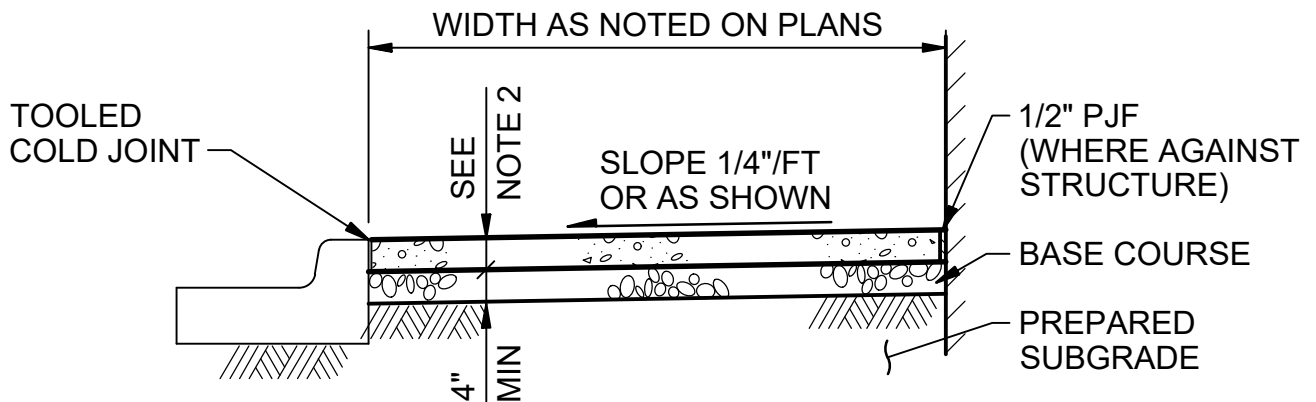 WIDTH AS NOTED ON PLANS
TOOLED
COLD JOINT
SEE
NOTE 2
SLOPE 1/4"/FT
OR AS SHOWN
1/2" PJF
(WHERE AGAINST
STRUCTURE)
BASE COURSE
PREPARED
SUBGRADE
4"
MIN